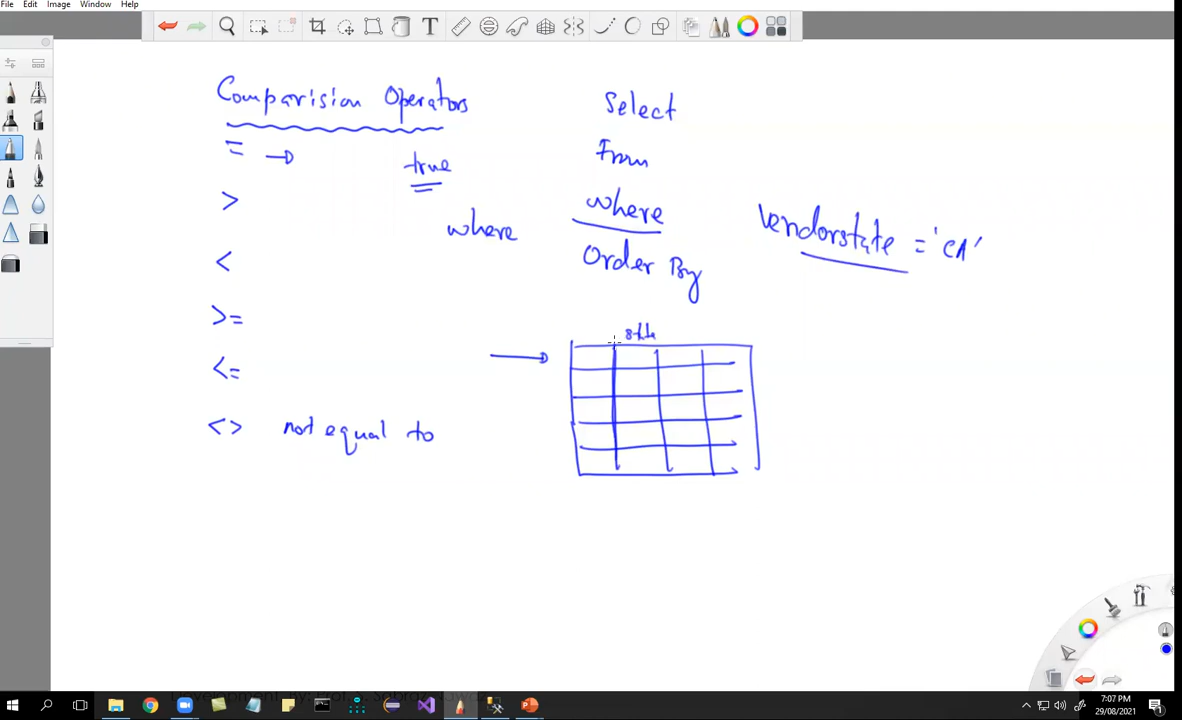 File Edit Image Window Help
Comparision Operators
= true
>
<
>=
<=
<> not equal to
Select
From
where
where
Order By
Vendorstate = 'CA'
7:07 PM
29/08/2021